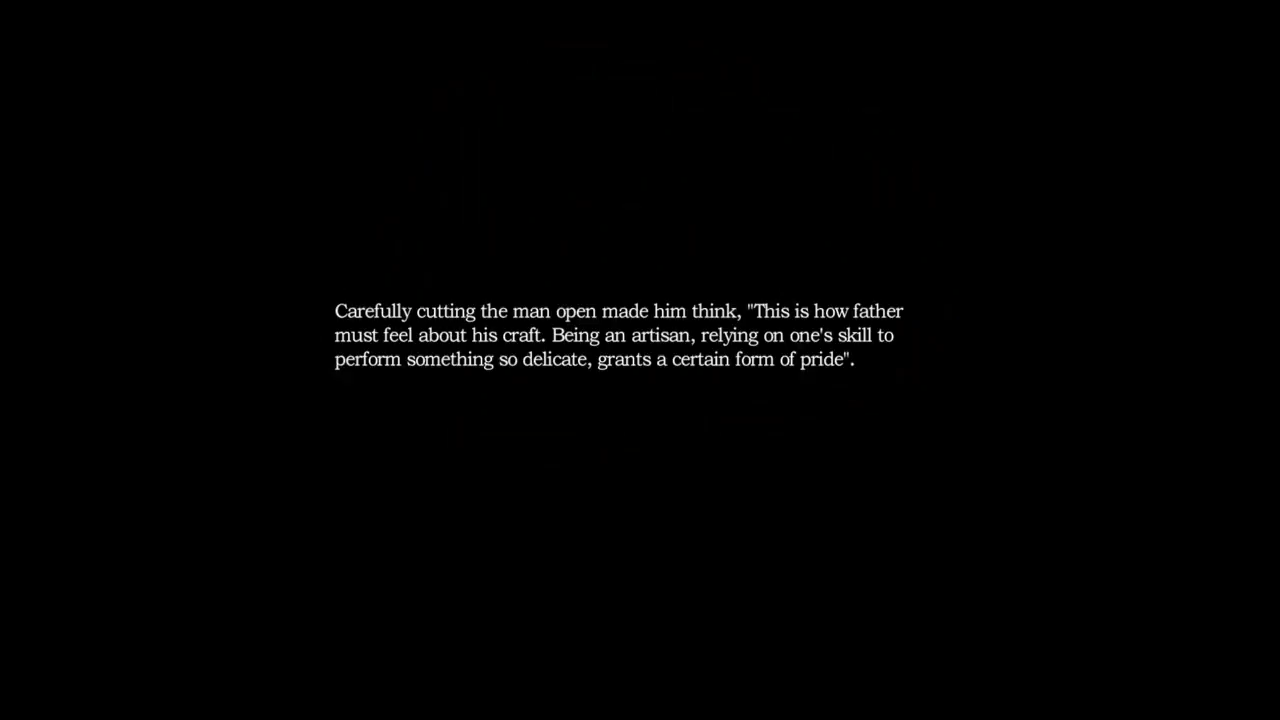 Carefully cutting the man open made him think, "This is how father
must feel about his craft. Being an artisan, relying on one's skill to
perform something so delicate, grants a certain form of pride".